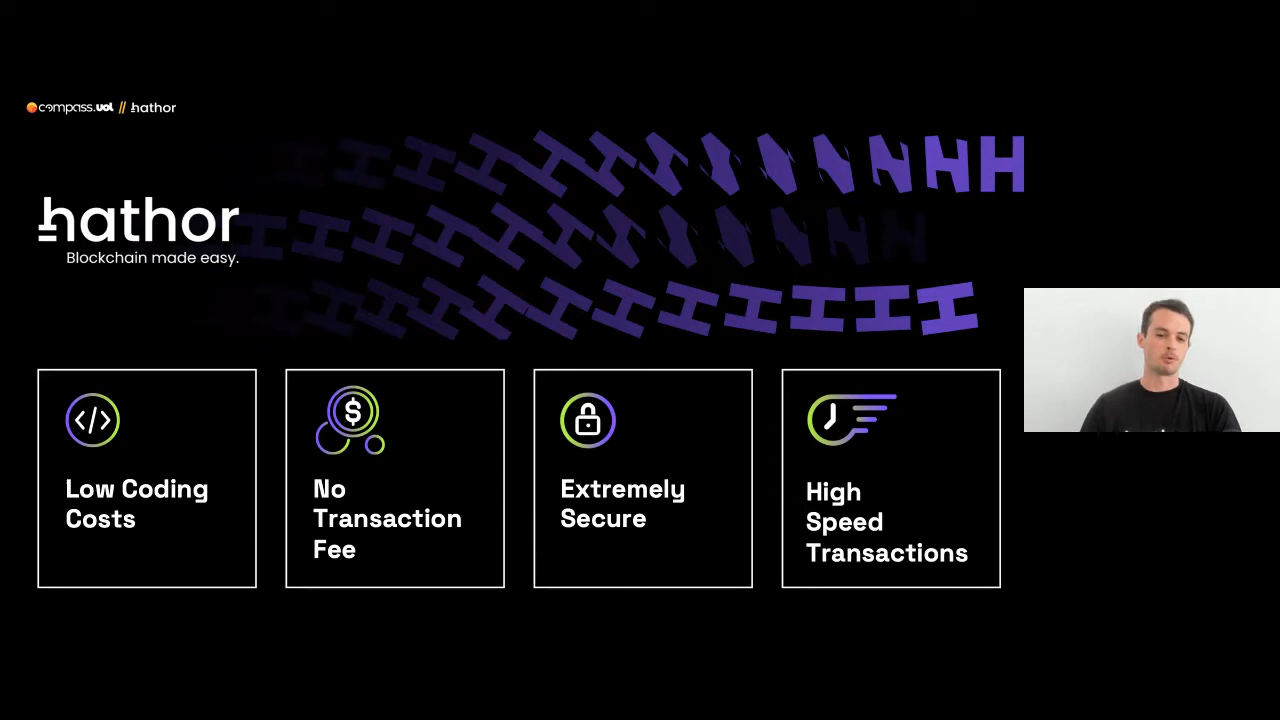 compass.uol // hathor
hathor
Blockchain made easy.
Low Coding
Costs
No
Transaction
Fee
Extremely
Secure
High
Speed
Transactions